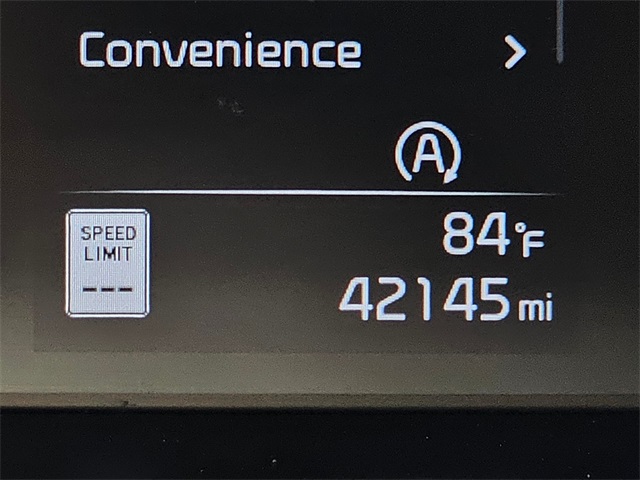 Convenience
A
84°F
SPEED
LIMIT
---
42145 mi